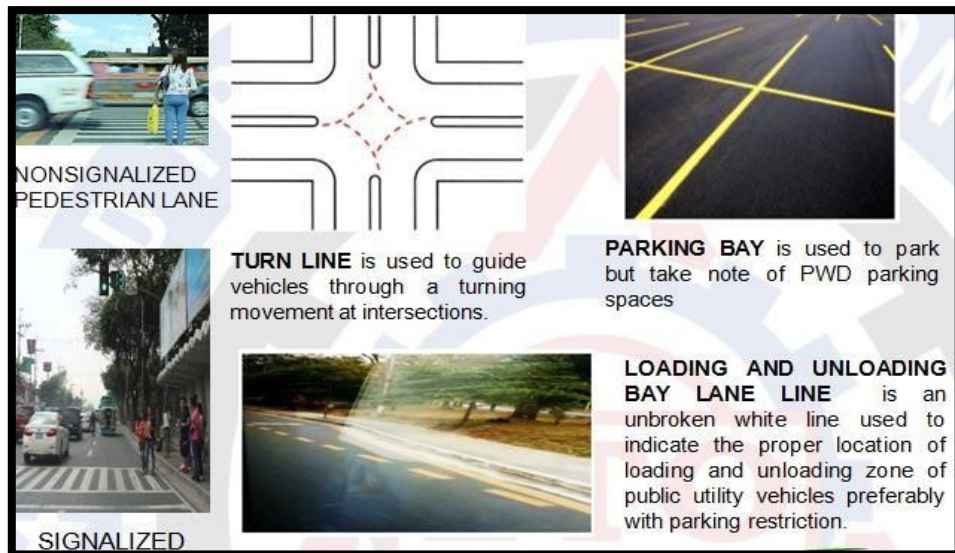 NONSIGNALIZED
PEDESTRIAN LANE
TURN LINE is used to guide
vehicles through a turning
movement at intersections.
PARKING BAY is used to park
but take note of PWD parking
spaces
LOADING AND UNLOADING
BAY LANE LINE is an
unbroken white line used to
indicate the proper location of
loading and unloading zone of
public utility vehicles preferably
with parking restriction.
SIGNALIZED